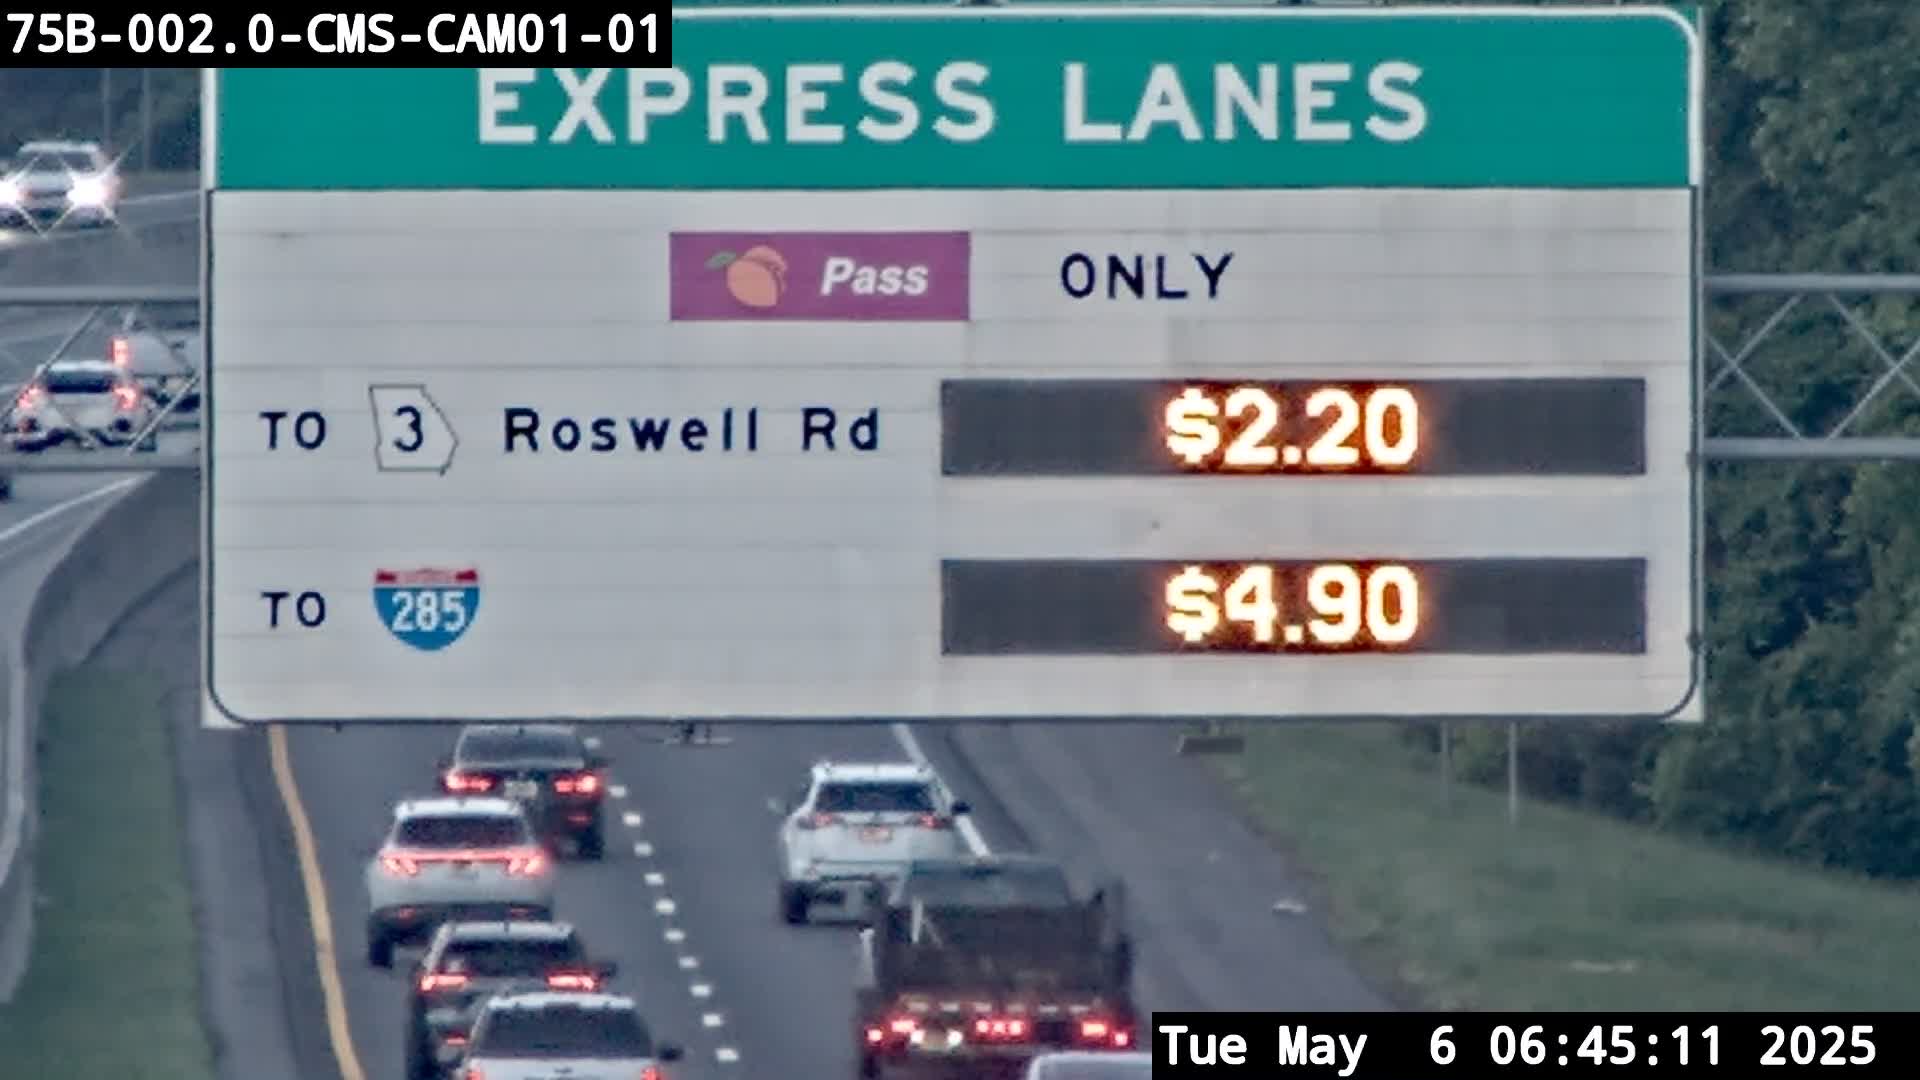 75B-002.0-CMS-CAM01-01
EXPRESS LANES
Pass ONLY
TO 3 Roswell Rd $2.20
TO 285 $4.90
Tue May 6 06:45:11 2025